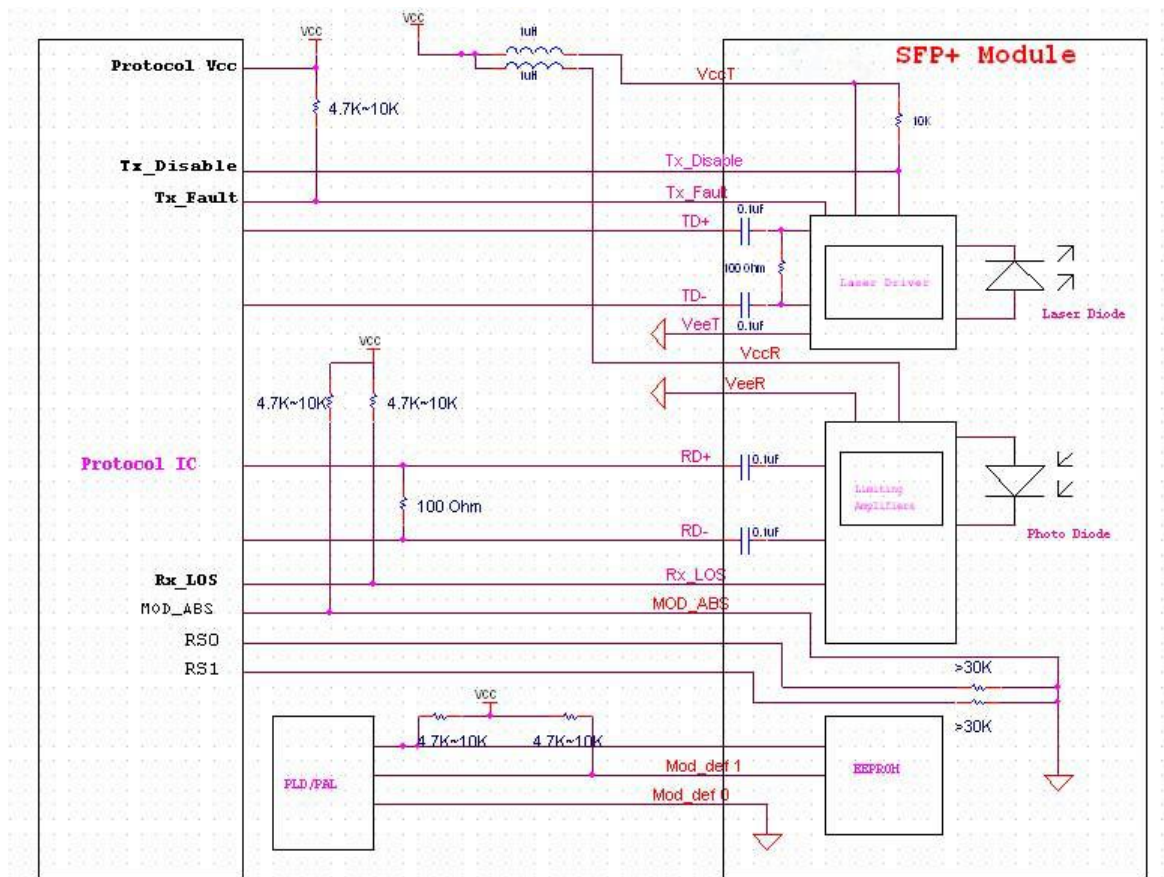 VCC
VCC
1uH
1uH
SFP+ Module
Protocol Vcc
VccT
4.7K~10K
10K
Tx_Disable
Tx_Disable
Tx_Fault
Tx_Fault
0.1uF
TD+
100 Ohm
Laser Driver
TD-
Laser Diode
VeeT
0.1uF
VCC
VccR
VeeR
4.7K~10K
4.7K~10K
Protocol IC
RD+
0.1uF
Limiting
Amplifiers
100 Ohm
RD-
0.1uF
Photo Diode
Rx_LOS
Rx_LOS
MOD_ABS
MOD_ABS
RS0
RS1
>30K
VCC
>30K
4.7K~10K
4.7K~10K
Mod_def 1
EEPROM
PLD/PAL
Mod_def 0